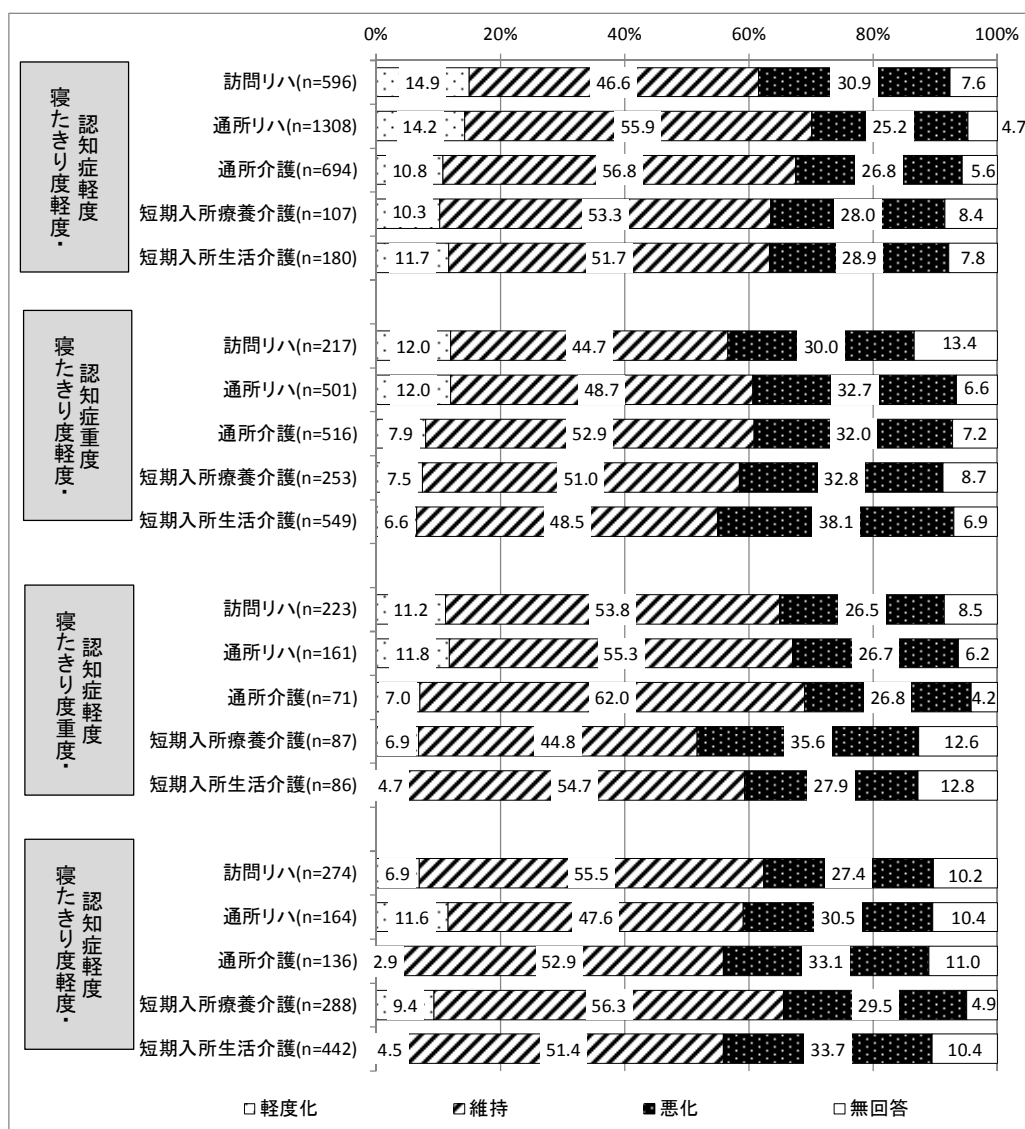 0%
20%
40%
60%
80%
100%
寝たきり度軽度・
認知症軽度
訪問リハ(n=596)
14.9
46.6
30.9
7.6
通所リハ(n=1308)
14.2
55.9
25.2
4.7
通所介護(n=694)
10.8
56.8
26.8
5.6
短期入所療養介護(n=107)
10.3
53.3
28.0
8.4
短期入所生活介護(n=180)
11.7
51.7
28.9
7.8
寝たきり度軽度・
認知症重度
訪問リハ(n=217)
12.0
44.7
30.0
13.4
通所リハ(n=501)
12.0
48.7
32.7
6.6
通所介護(n=516)
7.9
52.9
32.0
7.2
短期入所療養介護(n=253)
7.5
51.0
32.8
8.7
短期入所生活介護(n=549)
6.6
48.5
38.1
6.9
寝たきり度重度・
認知症軽度
訪問リハ(n=223)
11.2
53.8
26.5
8.5
通所リハ(n=161)
11.8
55.3
26.7
6.2
通所介護(n=71)
7.0
62.0
26.8
4.2
短期入所療養介護(n=87)
6.9
44.8
35.6
12.6
短期入所生活介護(n=86)
4.7
54.7
27.9
12.8
寝たきり度軽度・
認知症軽度
訪問リハ(n=274)
6.9
55.5
27.4
10.2
通所リハ(n=164)
11.6
47.6
30.5
10.4
通所介護(n=136)
2.9
52.9
33.1
11.0
短期入所療養介護(n=288)
9.4
56.3
29.5
4.9
短期入所生活介護(n=442)
4.5
51.4
33.7
10.4
軽度化
維持
悪化
無回答